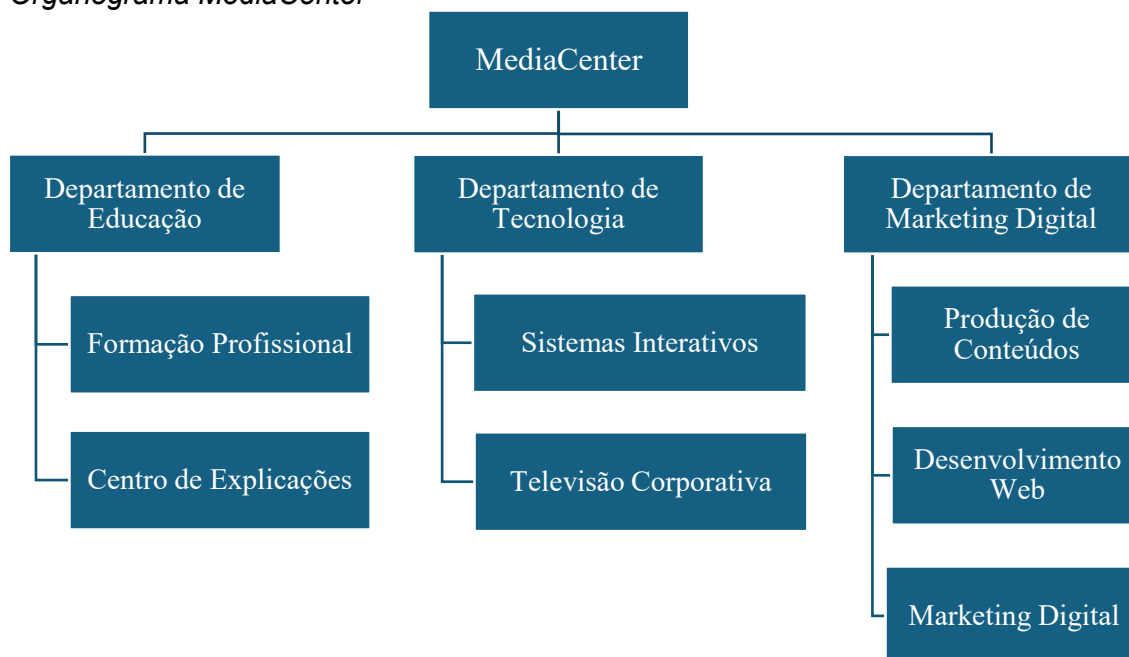 Organograma MediaCenter
MediaCenter
Departamento de
Educação
Formação Profissional
Centro de Explicações
Departamento de
Tecnologia
Sistemas Interativos
Televisão Corporativa
Departamento de
Marketing Digital
Produção de
Conteúdos
Desenvolvimento
Web
Marketing Digital